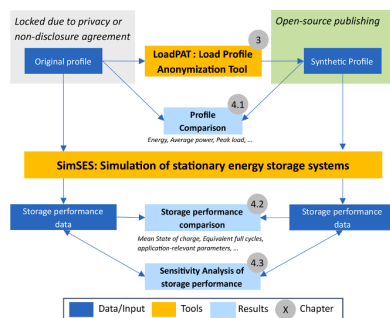 Locked due to privacy or
non-disclosure agreement
Open-source publishing
3
Original profile
LoadPAT : Load Profile
Anonymization Tool
Synthetic Profile
4.1
Profile
Comparison
Energy, Average power, Peak load, ...
SimSES: Simulation of stationary energy storage systems
4.2
Storage performance
data
Storage performance
comparison
Storage performance
data
Mean State of charge, Equivalent full cycles,
application-relevant parameters, ...
4.3
Sensitivity Analysis of
storage performance
Data/Input
Tools
Results
X
Chapter